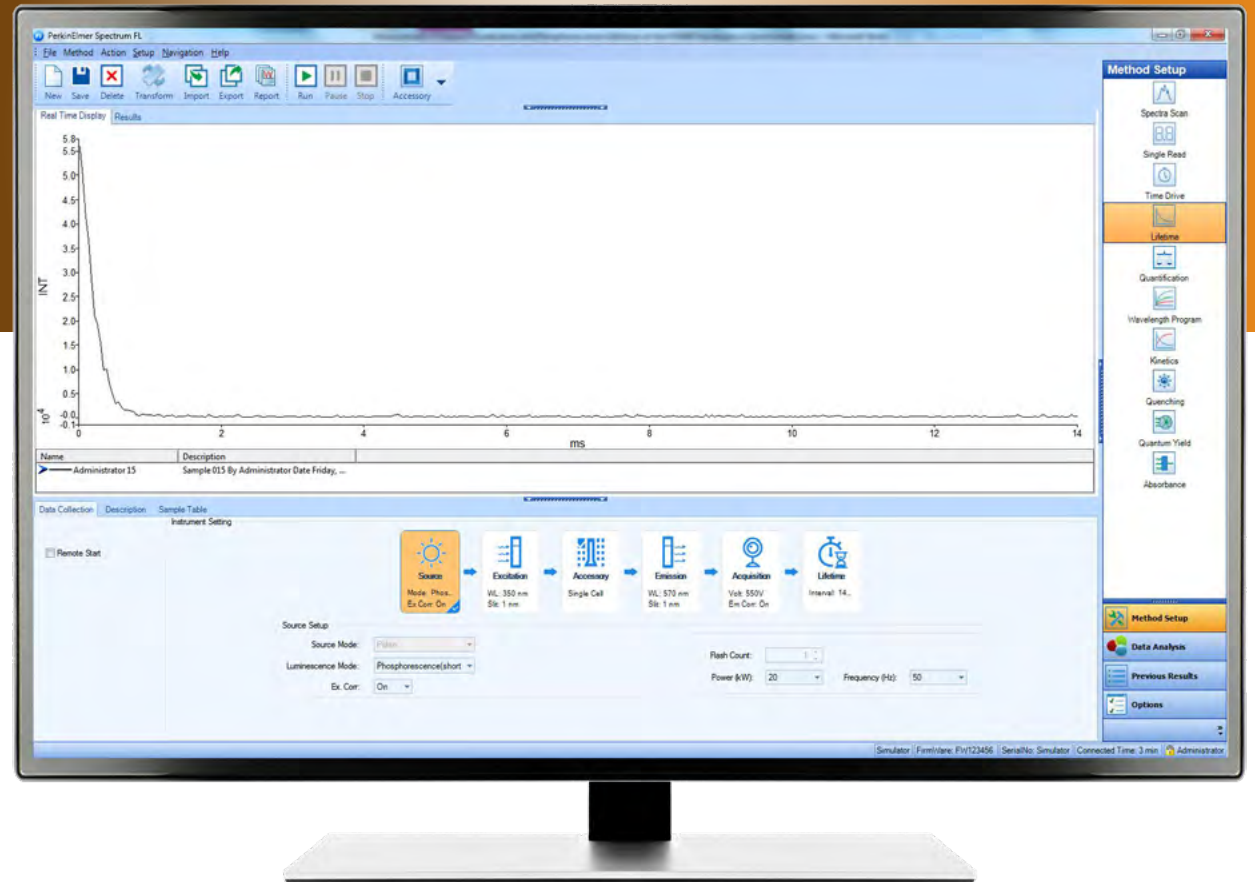 PerkinElmer Spectrum FL
File Method Action Setup Navigation Help
New Save Delete Transform Import Export Report Run Pause Stop Accessory
Real Time Display Results
5.8
5.5
5.0
4.5
4.0
3.5
3.0
2.5
2.0
1.5
1.0
0.5
-0.0
-0.1
INT
10^4
0 2 4 6 8 10 12 14
ms
Name Description
Administrator 15 Sample 015 By Administrator Date Friday, ...
Data Collection Description Sample Table
Instrument Setting
Remote Start
Source
Mode: Phos...
Ex Corr: On
Excitation
WL: 350 nm
Slit: 1 nm
Accessory
Single Cell
Emission
WL: 570 nm
Slit: 1 nm
Acquisition
Volt: 550V
Em Corr: On
Lifetime
Interval: 14...
Source Setup
Source Mode:
Luminescence Mode: Phosphorescence(short
Ex. Corr: On
Flash Count: 1
Power (kW): 20 Frequency (Hz): 50
Method Setup
Spectra Scan
Single Read
Time Drive
Lifetime
Quantification
Wavelength Program
Kinetics
Quenching
Quantum Yield
Absorbance
Method Setup
Data Analysis
Previous Results
Options
Simulator FirmWare: FW123456 SerialNo: Simulator Connected Time: 3 min Administrator